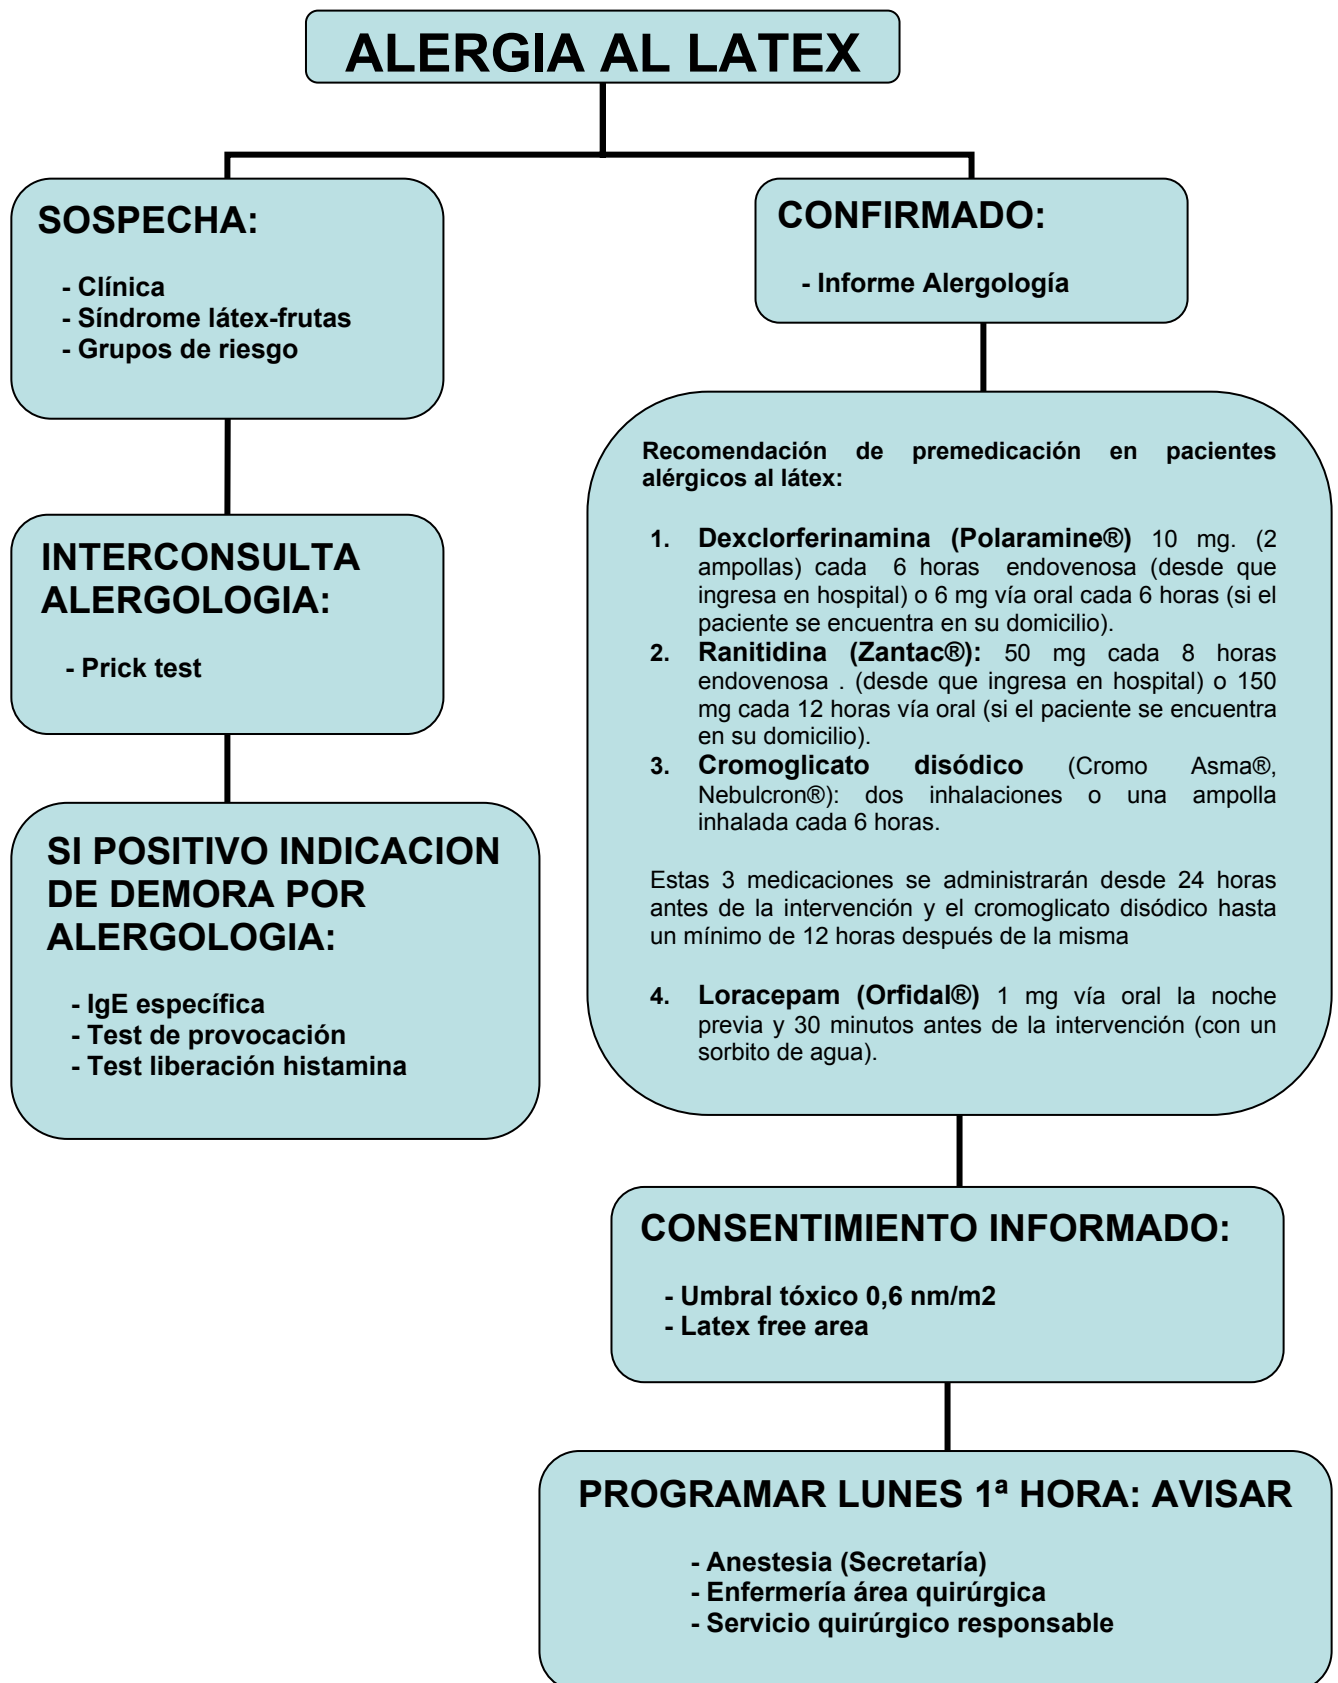 ALERGIA AL LATEX
SOSPECHA:
- Clínica
- Síndrome látex-frutas
- Grupos de riesgo
INTERCONSULTA
ALERGOLOGIA:
- Prick test
SI POSITIVO INDICACION
DE DEMORA POR
ALERGOLOGIA:
- IgE específica
- Test de provocación
- Test liberación histamina
CONFIRMADO:
- Informe Alergología
Recomendación de premedicación en pacientes
alérgicos al látex:
1. Dexclorferinamina (Polaramine®) 10 mg. (2
ampollas) cada 6 horas endovenosa (desde que
ingresa en hospital) o 6 mg vía oral cada 6 horas (si el
paciente se encuentra en su domicilio).
2. Ranitidina (Zantac®): 50 mg cada 8 horas
endovenosa . (desde que ingresa en hospital) o 150
mg cada 12 horas vía oral (si el paciente se encuentra
en su domicilio).
3. Cromoglicato disódico (Cromo Asma®,
Nebulcron®): dos inhalaciones o una ampolla
inhalada cada 6 horas.
Estas 3 medicaciones se administrarán desde 24 horas
antes de la intervención y el cromoglicato disódico hasta
un mínimo de 12 horas después de la misma
4. Loracepam (Orfidal®) 1 mg vía oral la noche
previa y 30 minutos antes de la intervención (con un
sorbito de agua).
CONSENTIMIENTO INFORMADO:
- Umbral tóxico 0,6 nm/m2
- Latex free area
PROGRAMAR LUNES 1ª HORA: AVISAR
- Anestesia (Secretaría)
- Enfermería área quirúrgica
- Servicio quirúrgico responsable